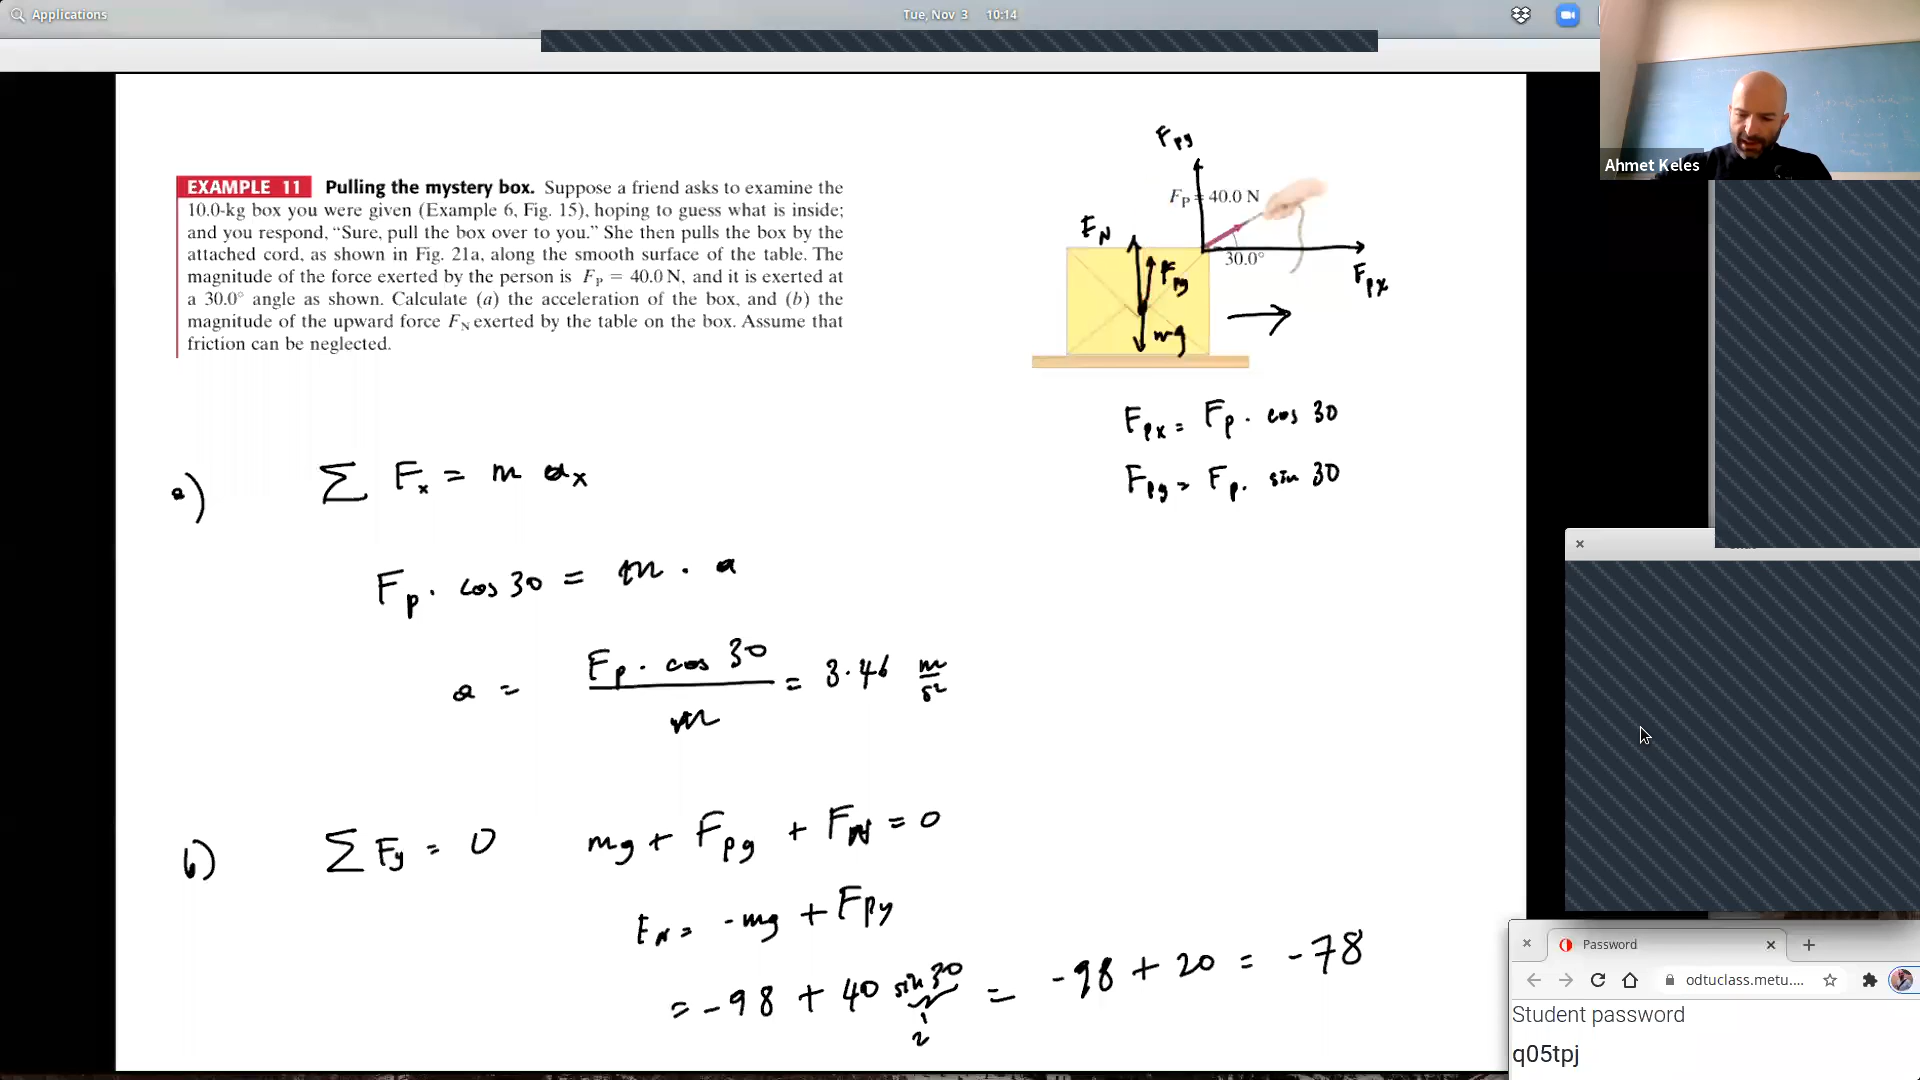 Applications
Tue, Nov 3 10:14
Ahmet Keles
EXAMPLE 11 Pulling the mystery box. Suppose a friend asks to examine the
10.0-kg box you were given (Example 6, Fig. 15), hoping to guess what is inside;
and you respond, “Sure, pull the box over to you.” She then pulls the box by the
attached cord, as shown in Fig. 21a, along the smooth surface of the table. The
magnitude of the force exerted by the person is FP = 40.0 N, and it is exerted at
a 30.0° angle as shown. Calculate (a) the acceleration of the box, and (b) the
magnitude of the upward force FN exerted by the table on the box. Assume that
friction can be neglected.
Fpy
FP = 40.0 N
FN
30.0°
Fpx
Fpy
mg
Fpx = Fp . cos 30
Fpy = Fp . sin 30
a) Σ Fx = m ax
Fp . cos 30 = m . a
a = Fp . cos 30 / m = 3.46 m/s²
b) Σ Fy = 0 mg + Fpy + FN = 0
FN = -mg + Fpy
= -98 + 40 sin 30 = -98 + 20 = -78
1
2
Password
odtuclass.metu....
Student password
q05tpj